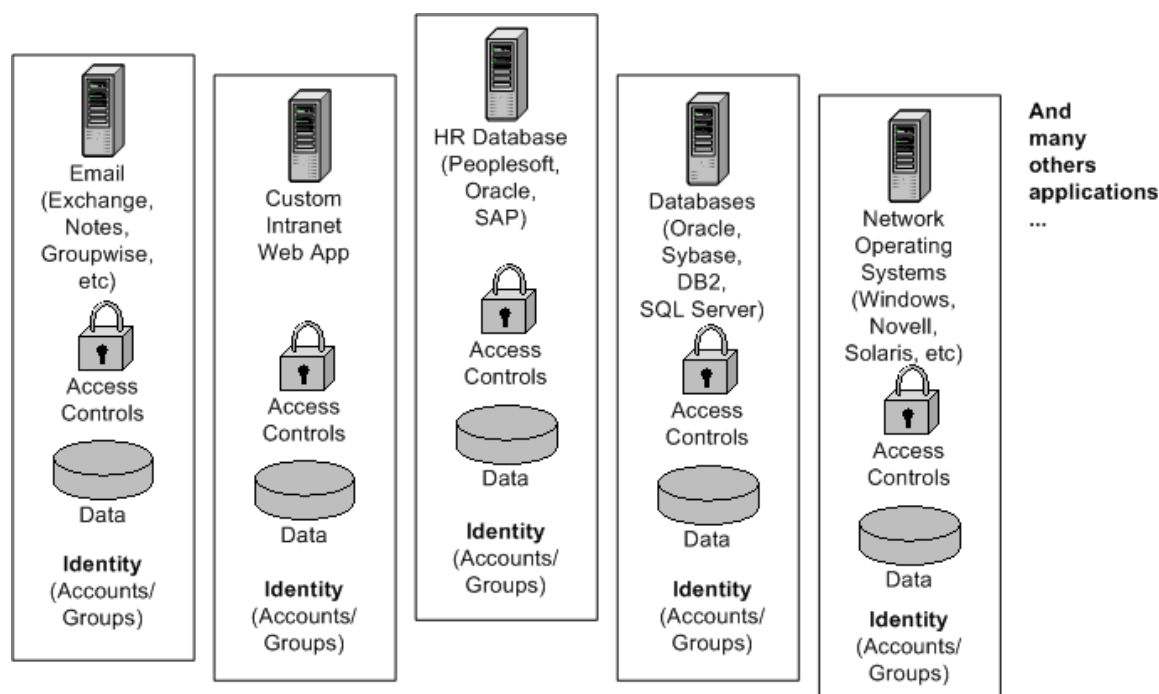 Email
(Exchange,
Notes,
Groupwise,
etc)
Access
Controls
Data
Identity
(Accounts/
Groups)
Custom
Intranet
Web App
Access
Controls
Data
Identity
(Accounts/
Groups)
HR Database
(Peoplesoft,
Oracle,
SAP)
Access
Controls
Data
Identity
(Accounts/
Groups)
Databases
(Oracle,
Sybase,
DB2,
SQL Server)
Access
Controls
Data
Identity
(Accounts/
Groups)
Network
Operating
Systems
(Windows,
Novell,
Solaris, etc)
Access
Controls
Data
Identity
(Accounts/
Groups)
And
many
others
applications
...